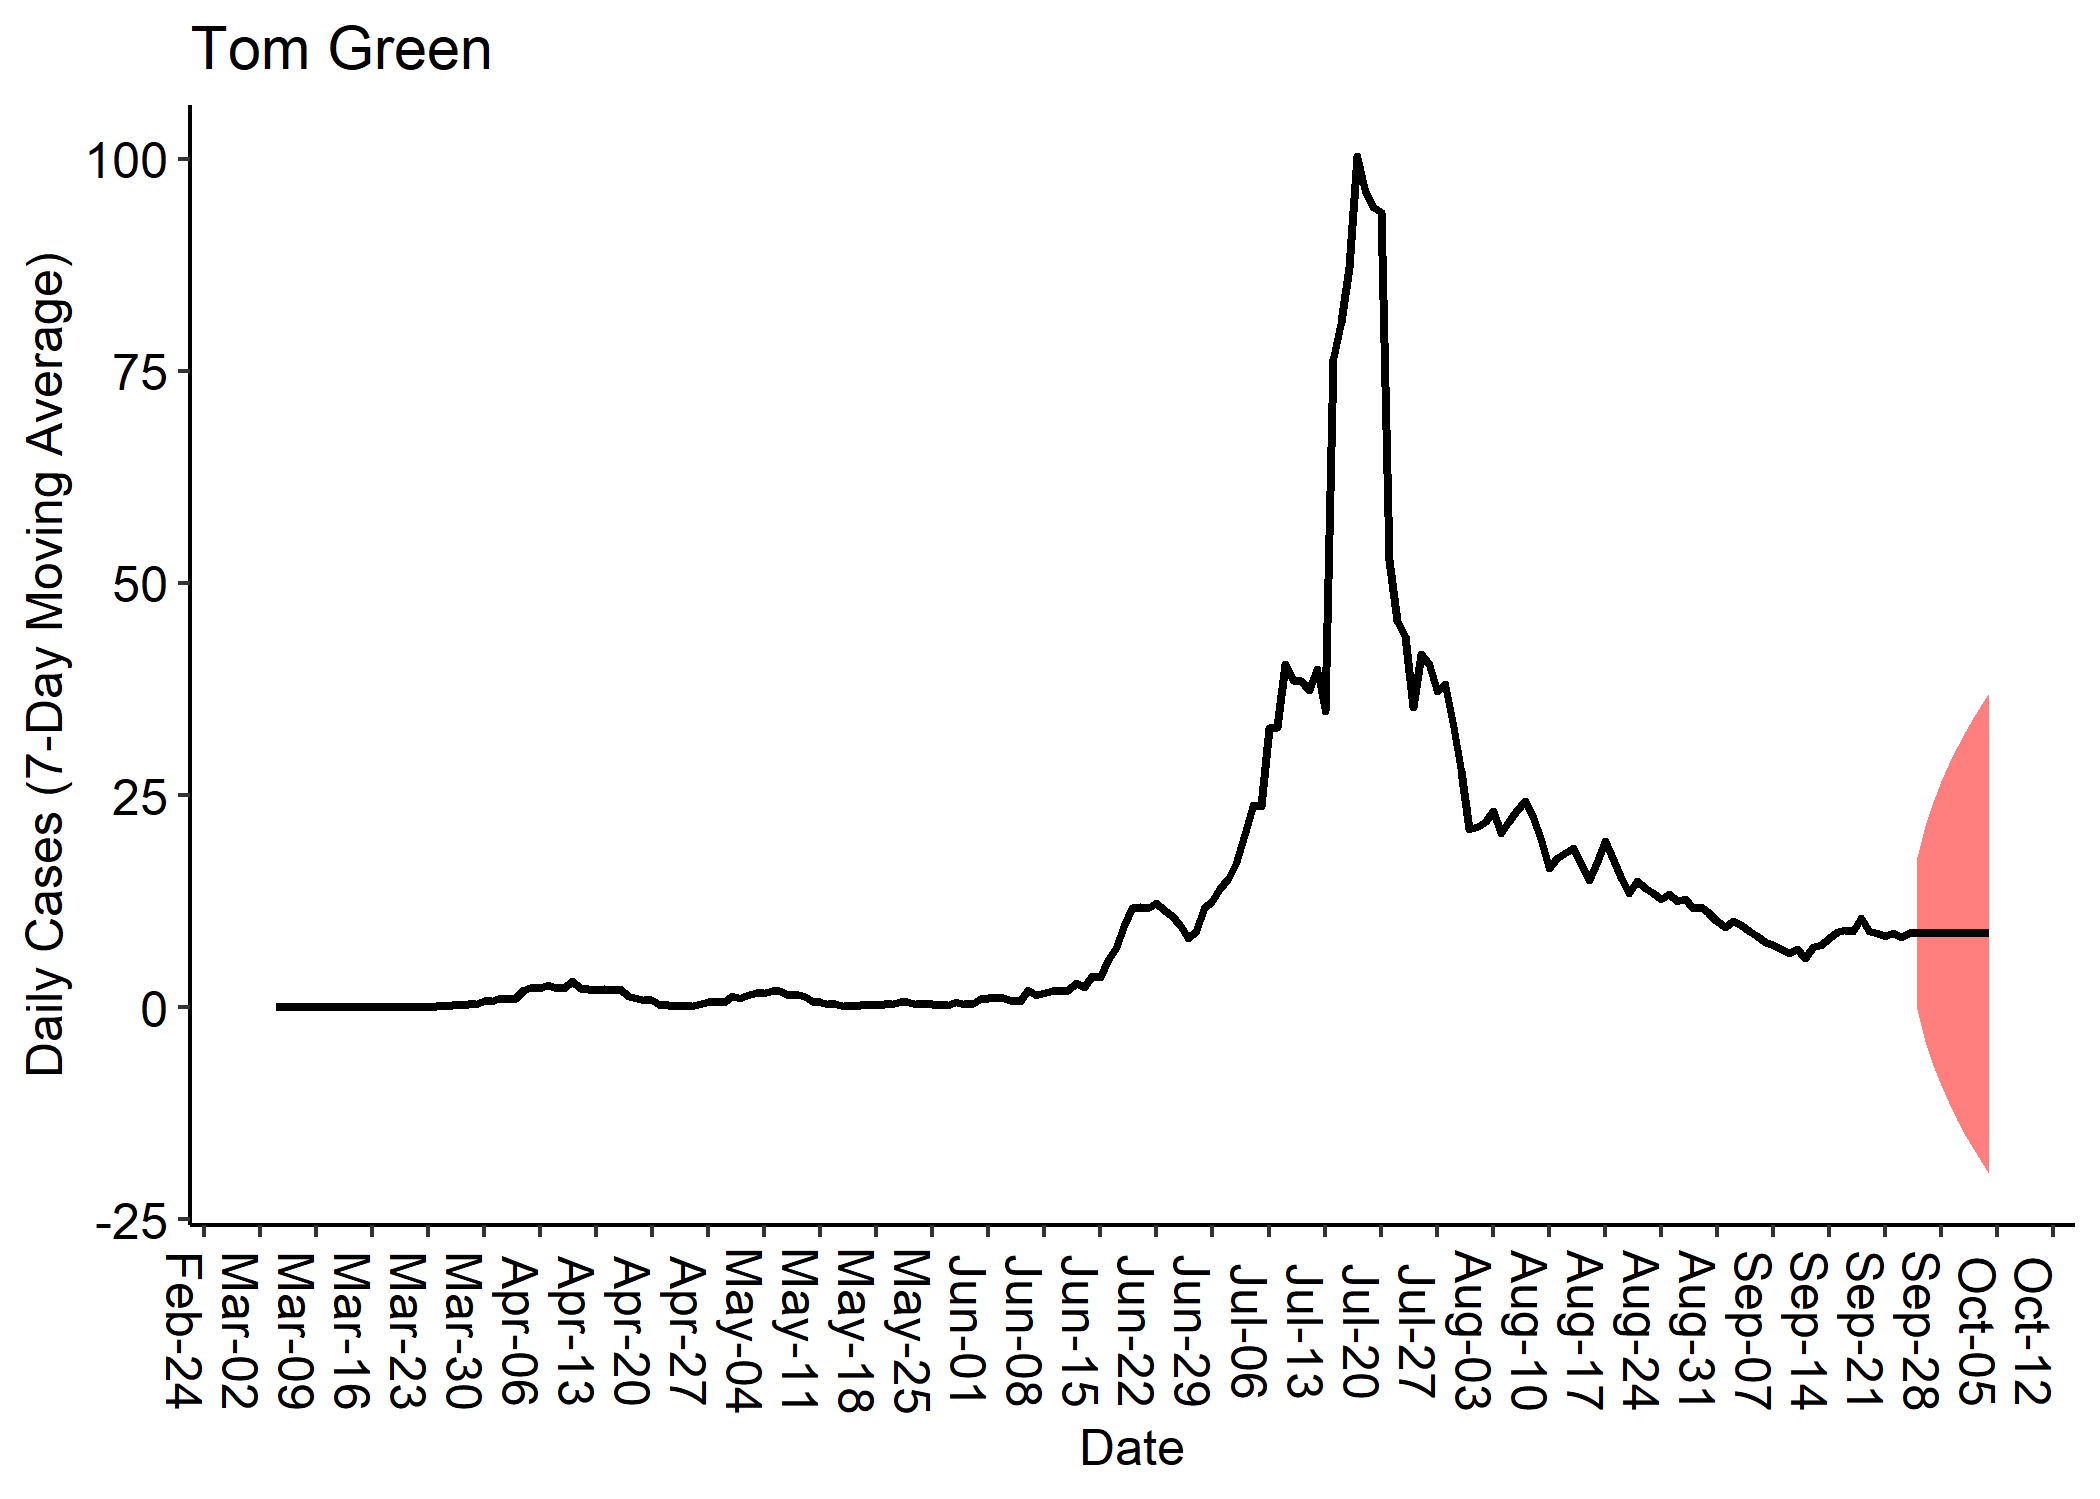 Tom Green
Daily Cases (7-Day Moving Average)
100
75
50
25
0
-25
Feb-24
Mar-02
Mar-09
Mar-16
Mar-23
Mar-30
Apr-06
Apr-13
Apr-20
Apr-27
May-04
May-11
May-18
May-25
Jun-01
Jun-08
Jun-15
Jun-22
Jun-29
Jul-06
Jul-13
Jul-20
Jul-27
Aug-03
Aug-10
Aug-17
Aug-24
Aug-31
Sep-07
Sep-14
Sep-21
Sep-28
Oct-05
Oct-12
Date